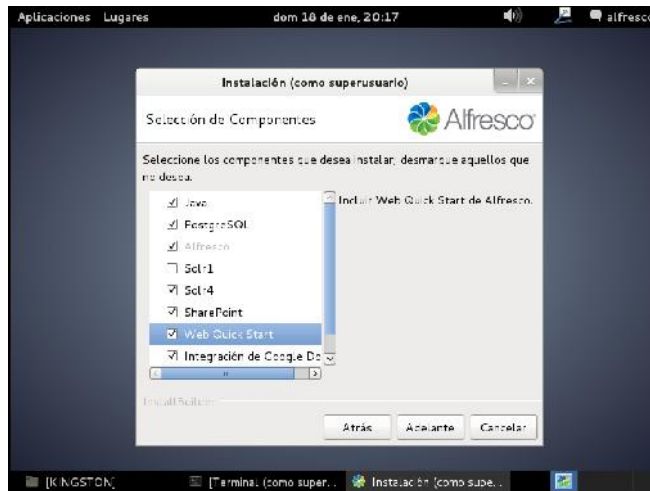 Aplicaciones Lugares dom 18 de ene, 20:17 alfresco
Instalación (como superusuario)
Selección de Componentes
Alfresco
Seleccione los componentes que desea instalar; desmarque aquellos que
no desea.
Java
PostgreSQL
Alfresco
Solr1
Solr4
SharePoint
Web Quick Start
Integración de Google Do
Incluir Web Quick Start de Alfresco.
InstallBuilder
Atrás Adelante Cancelar
[KINGSTON] [Terminal (como super... Instalación (como supe...